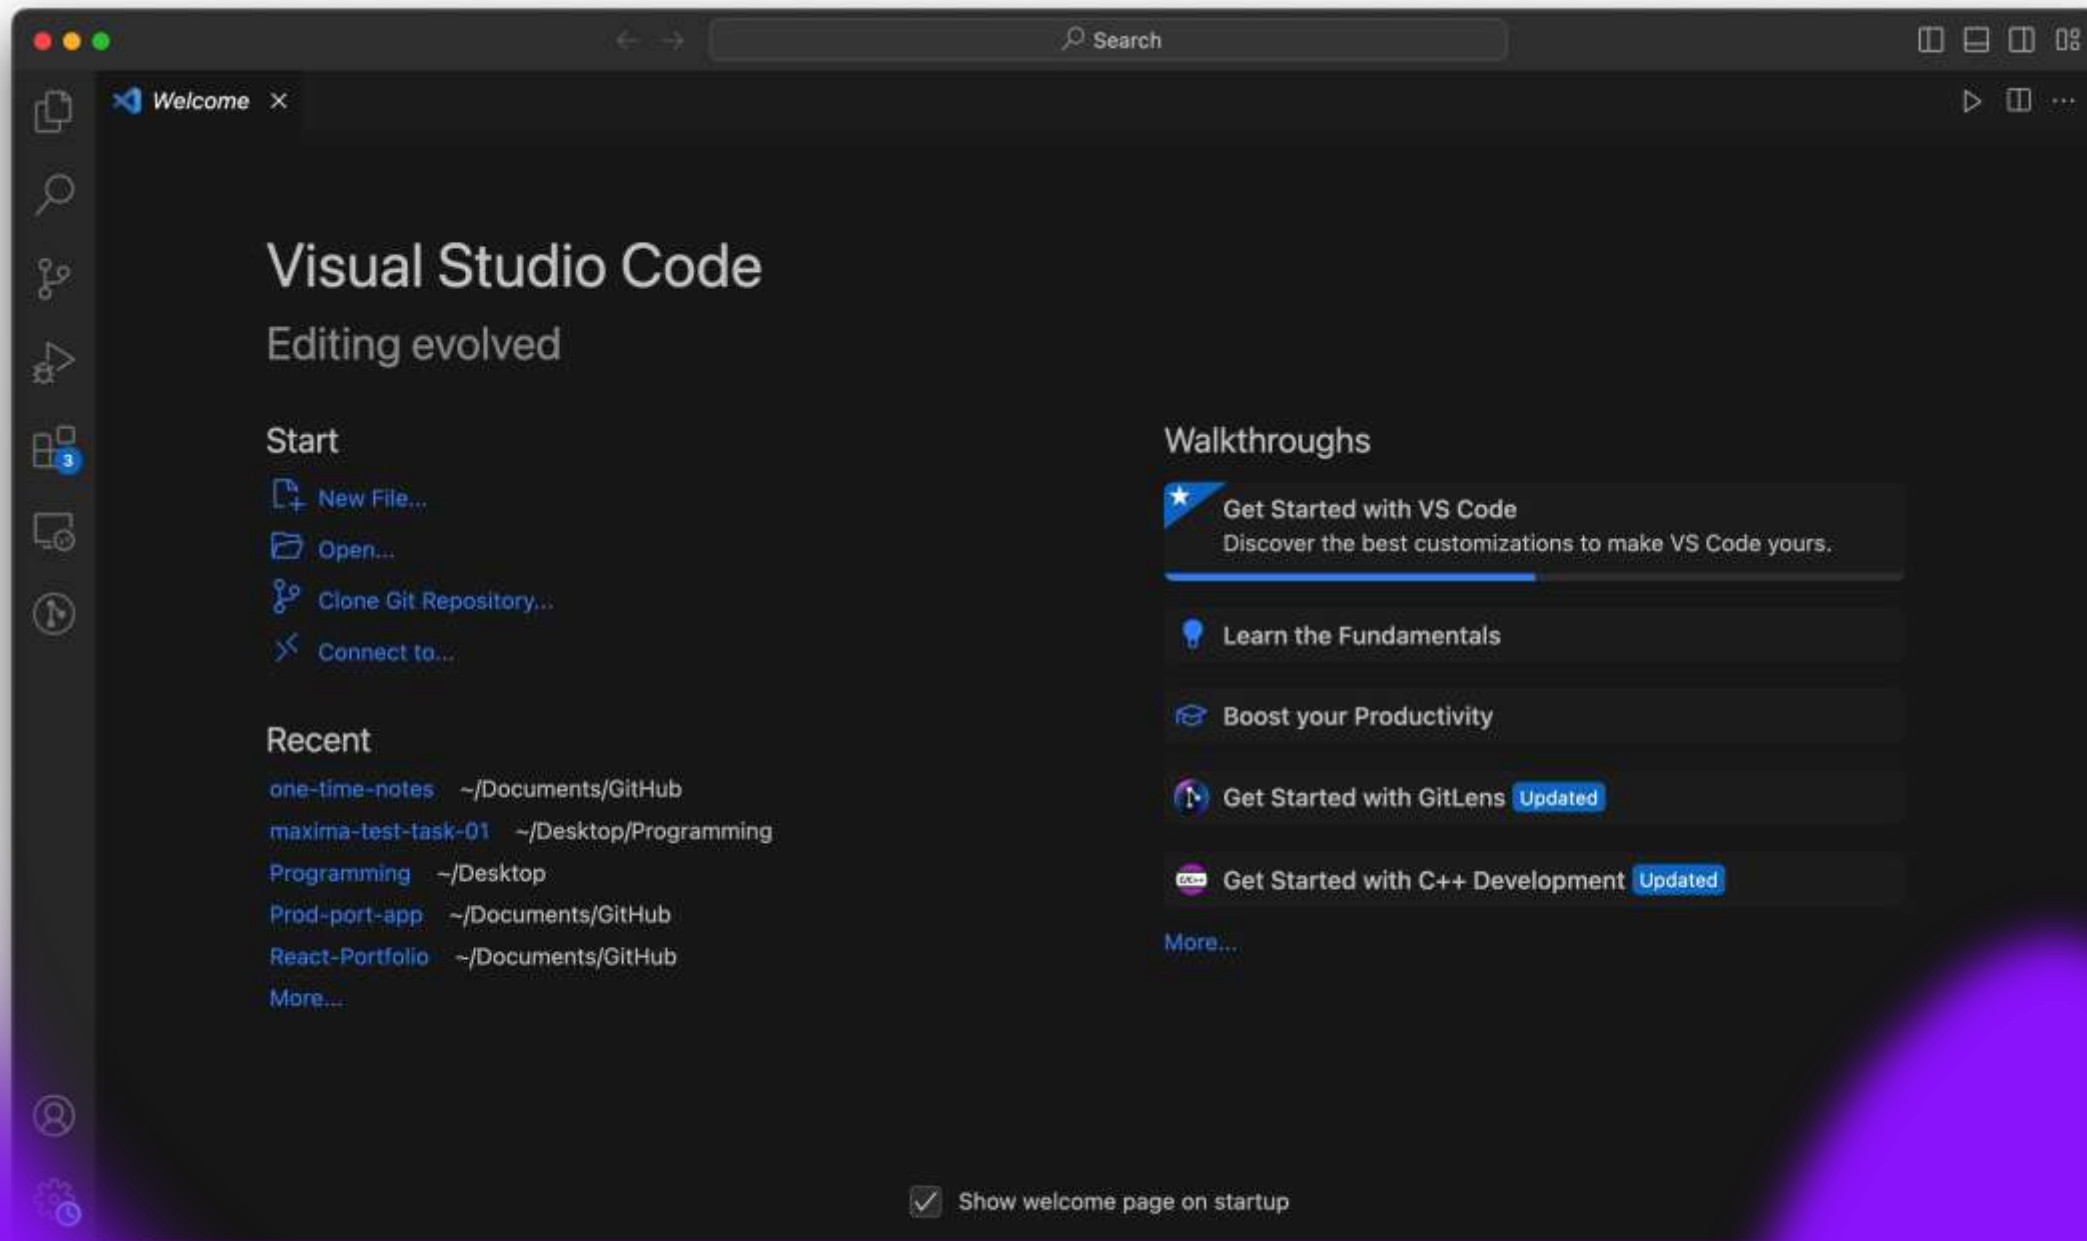 Search
Welcome
Visual Studio Code
Editing evolved
Start
New File...
Open...
Clone Git Repository...
Connect to...
Recent
one-time-notes ~/Documents/GitHub
maxima-test-task-01 ~/Desktop/Programming
Programming ~/Desktop
Prod-port-app ~/Documents/GitHub
React-Portfolio ~/Documents/GitHub
More...
Walkthroughs
Get Started with VS Code
Discover the best customizations to make VS Code yours.
Learn the Fundamentals
Boost your Productivity
Get Started with GitLens Updated
C/C++ Get Started with C++ Development Updated
More...
3
Show welcome page on startup